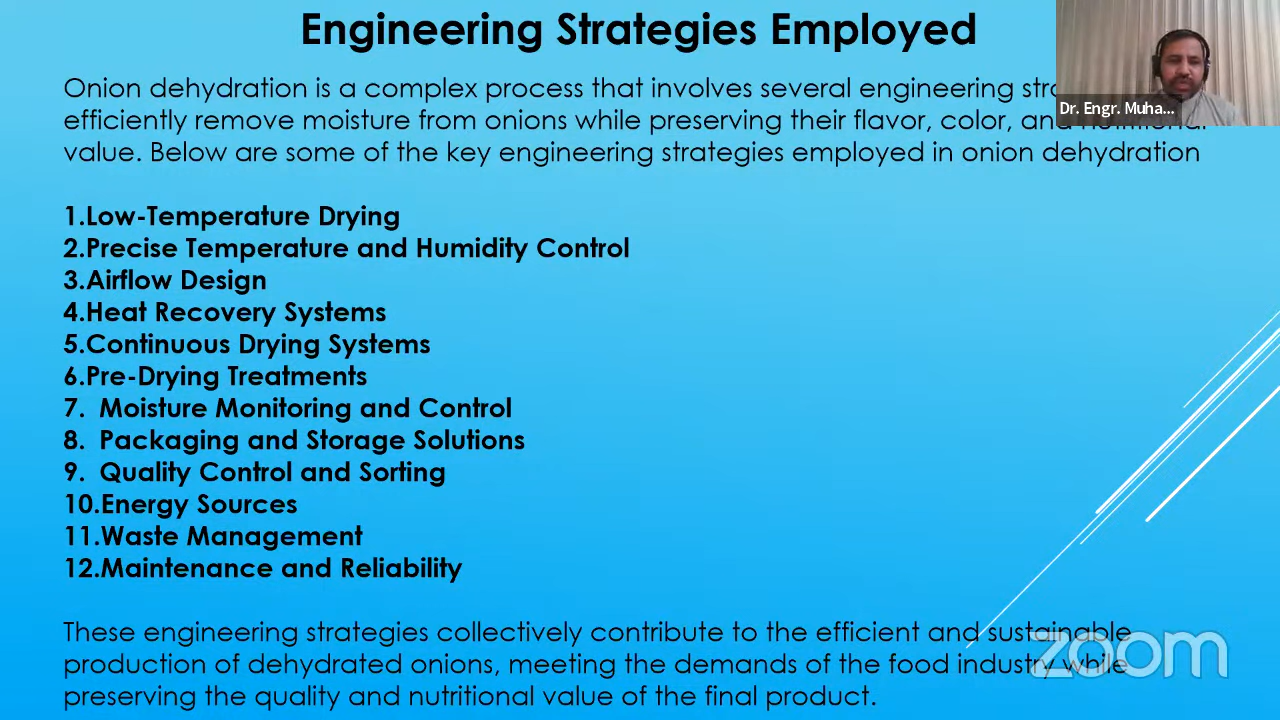 Engineering Strategies Employed
Onion dehydration is a complex process that involves several engineering
efficiently remove moisture from onions while preserving their flavor, color, and
value. Below are some of the key engineering strategies employed in onion dehydration
1.Low-Temperature Drying
2.Precise Temperature and Humidity Control
3.Airflow Design
4.Heat Recovery Systems
5.Continuous Drying Systems
6.Pre-Drying Treatments
7. Moisture Monitoring and Control
8. Packaging and Storage Solutions
9. Quality Control and Sorting
10.Energy Sources
11.Waste Management
12.Maintenance and Reliability
These engineering strategies collectively contribute to the efficient and sustainable
production of dehydrated onions, meeting the demands of the food industry while
preserving the quality and nutritional value of the final product.
Dr. Engr. Muha...
zoom